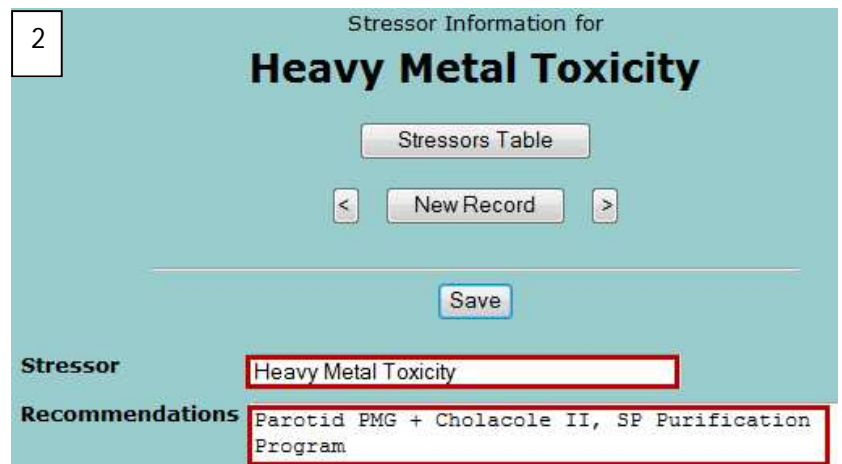 2
Stressor Information for
Heavy Metal Toxicity
Stressors Table
< New Record >
Save
Stressor Heavy Metal Toxicity
Recommendations Parotid PMG + Cholacole II, SP Purification
Program